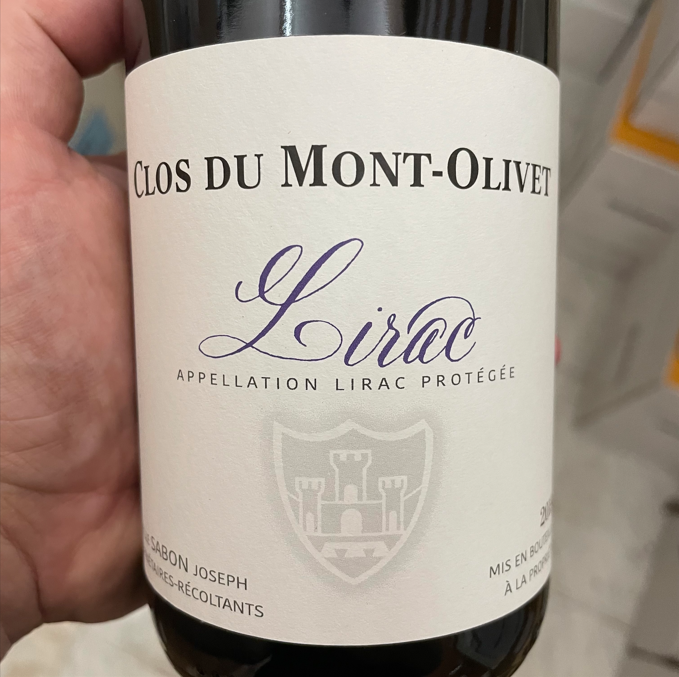 CLOS DU MONT-OLIVET
Lirac
APPELLATION LIRAC PROTÉGÉE
SABON JOSEPH
MIS EN
À LA